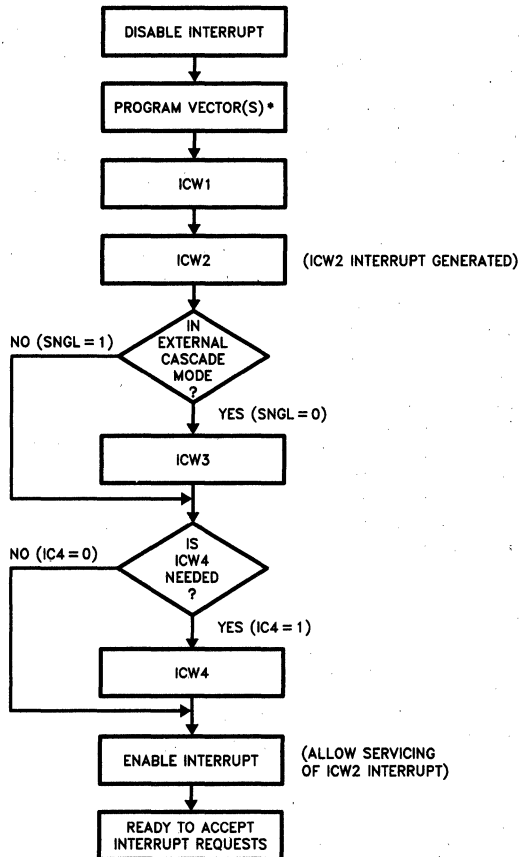 DISABLE INTERRUPT
PROGRAM VECTOR(S)*
ICW1
ICW2
(ICW2 INTERRUPT GENERATED)
IN
EXTERNAL
CASCADE
MODE
?
NO (SNGL = 1)
YES (SNGL = 0)
ICW3
IS
ICW4
NEEDED
?
NO (IC4 = 0)
YES (IC4 = 1)
ICW4
ENABLE INTERRUPT
(ALLOW SERVICING
OF ICW2 INTERRUPT)
READY TO ACCEPT
INTERRUPT REQUESTS